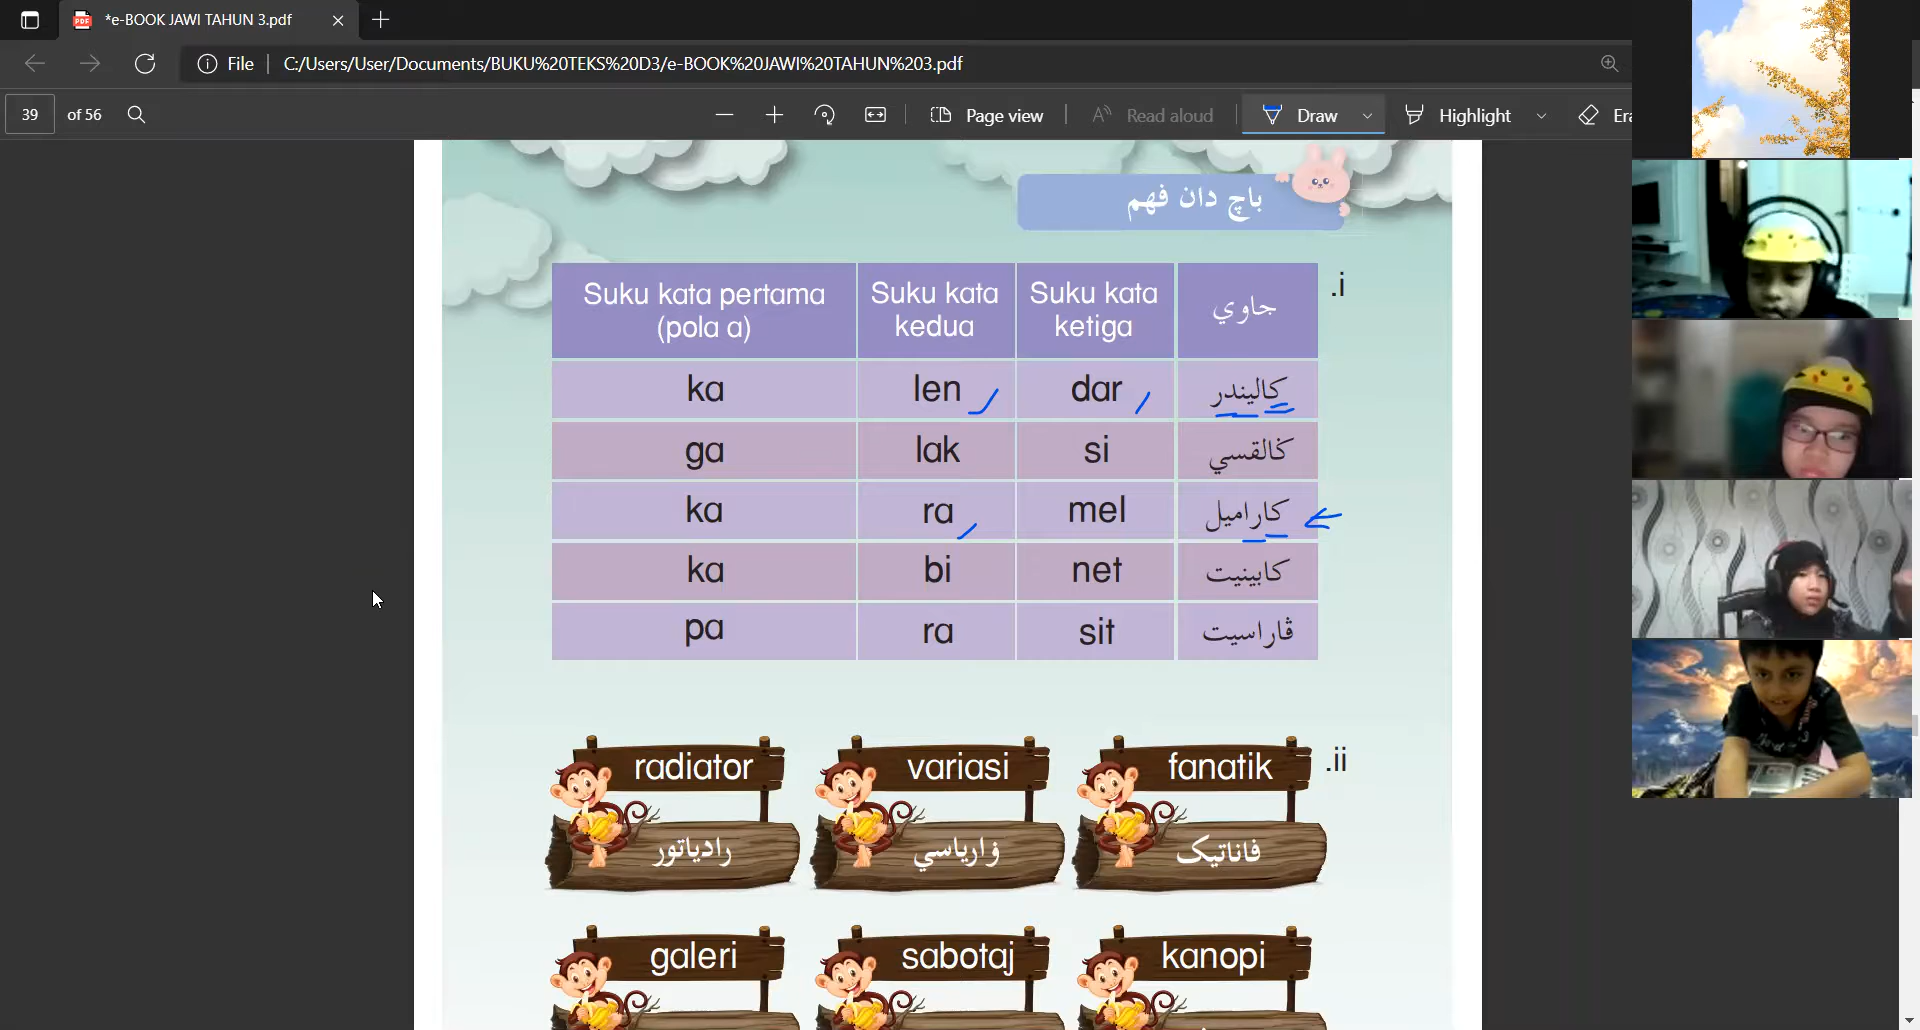 *e-BOOK JAWI TAHUN 3.pdf
File C:/Users/User/Documents/BUKU%20TEKS%20D3/e-BOOK%20JAWI%20TAHUN%203.pdf
39 of 56 Page view Read aloud Draw Highlight Era
باچ دان فهم
.i
Suku kata pertama (pola a) Suku kata kedua Suku kata ketiga جاوي
ka len dar كاليندر
ga lak si ݢالقسي
ka ra mel كاراميل
ka bi net كابينيت
pa ra sit ڤاراسيت
.ii
radiator variasi fanatik
رادياتور ۏارياسي فاناتيک
galeri sabotaj kanopi